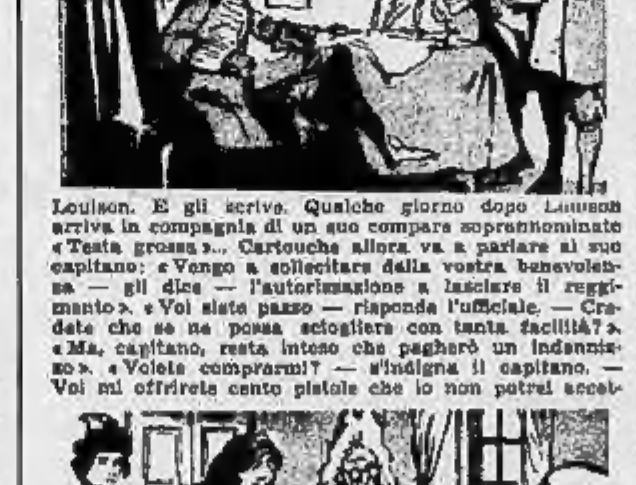 Louison. E gli scrive. Qualche giorno dopo Louison
arriva in compagnia di un suo compare soprannominato
«Testa grossa»... Cartouche allora va a parlare al suo
capitano: «Vengo a sollecitare dalla vostra benevolen-
za — gli dice — l'autorizzazione a lasciare il reggi-
mento». «Voi siete pazzo — risponde l'ufficiale. — Cre-
dete che se ne possa sciogliere con tanta facilità?»
«Ma, capitano, resta inteso che pagherò un indenniz-
zo». «Volete comprarmi? — s'indigna il capitano. —
Voi mi offrirete cento pistole che io non potrei accet-